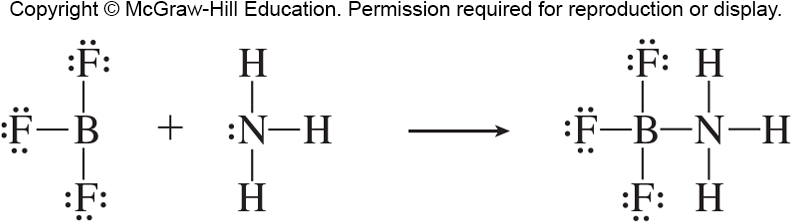 Copyright © McGraw-Hill Education. Permission required for reproduction or display.
:F̈: H :F̈: H
:F̤̈—B + :N—H ⟶ :F̤̈—B—N—H
:F̤: H :F̤: H